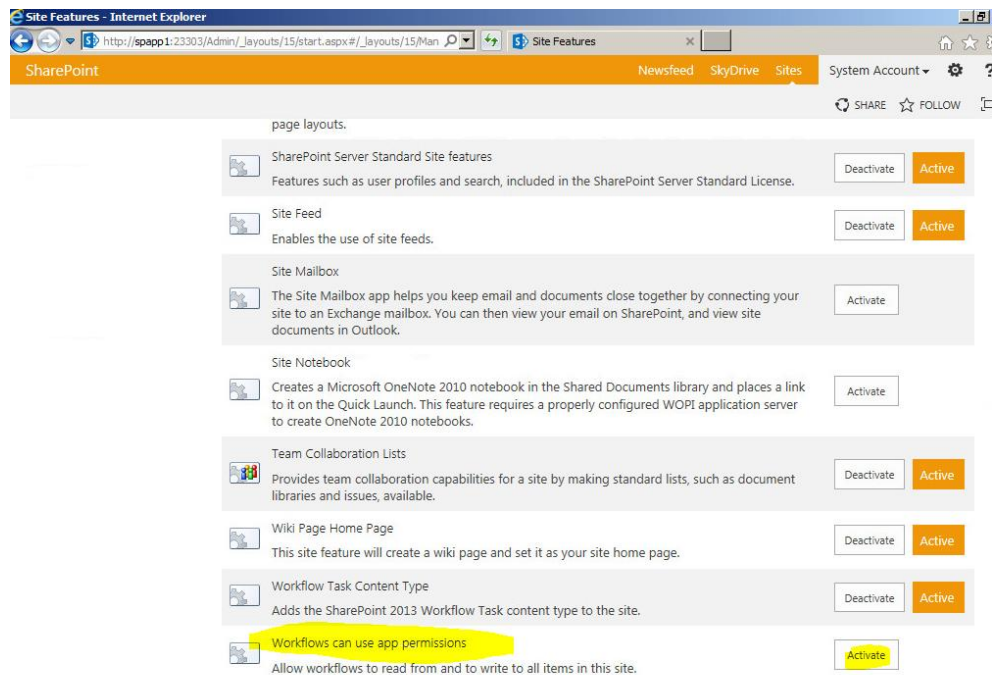 Site Features - Internet Explorer
http://spapp1:23303/Admin/_layouts/15/start.aspx#/_layouts/15/Man
Site Features
SharePoint
Newsfeed SkyDrive Sites
System Account
?
SHARE FOLLOW
page layouts.
SharePoint Server Standard Site features
Features such as user profiles and search, included in the SharePoint Server Standard License.
Deactivate Active
Site Feed
Enables the use of site feeds.
Deactivate Active
Site Mailbox
The Site Mailbox app helps you keep email and documents close together by connecting your
site to an Exchange mailbox. You can then view your email on SharePoint, and view site
documents in Outlook.
Activate
Site Notebook
Creates a Microsoft OneNote 2010 notebook in the Shared Documents library and places a link
to it on the Quick Launch. This feature requires a properly configured WOPI application server
to create OneNote 2010 notebooks.
Activate
Team Collaboration Lists
Provides team collaboration capabilities for a site by making standard lists, such as document
libraries and issues, available.
Deactivate Active
Wiki Page Home Page
This site feature will create a wiki page and set it as your site home page.
Deactivate Active
Workflow Task Content Type
Adds the SharePoint 2013 Workflow Task content type to the site.
Deactivate Active
Workflows can use app permissions
Allow workflows to read from and to write to all items in this site.
Activate